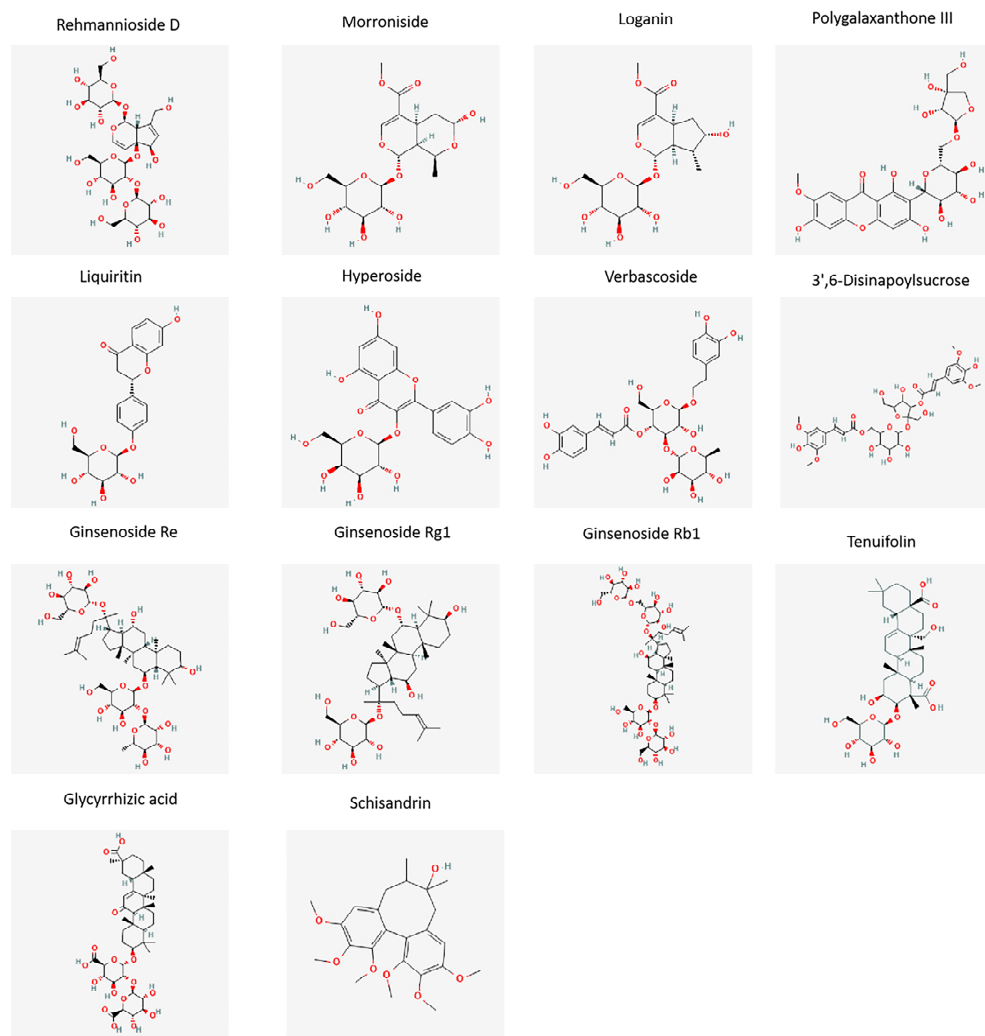 Rehmannioside D
Morroniside
Loganin
Polygalaxanthone III
Liquiritin
Hyperoside
Verbascoside
3',6-Disinapoylsucrose
Ginsenoside Re
Ginsenoside Rg1
Ginsenoside Rb1
Tenuifolin
Glycyrrhizic acid
Schisandrin